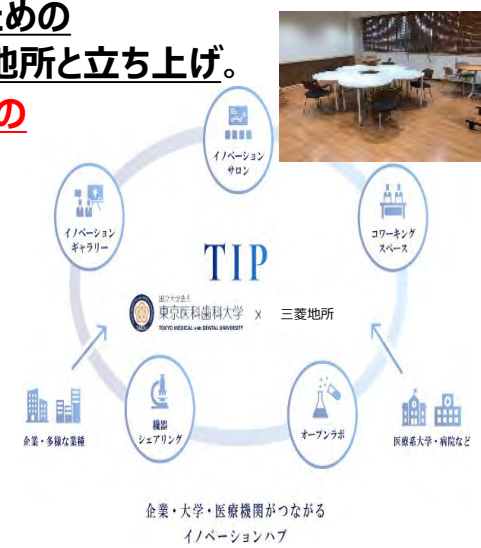 ための
地所と立ち上げ。
の
イノベーション
サロン
イノベーション
ギャラリー
コワーキング
スペース
TIP
国立大学法人
東京医科歯科大学
TOKYO MEDICAL AND DENTAL UNIVERSITY
x 三菱地所
企業・多様な業種
機器
シェアリング
オープンラボ
医療系大学・病院など
企業・大学・医療機関がつながる
イノベーションハブ